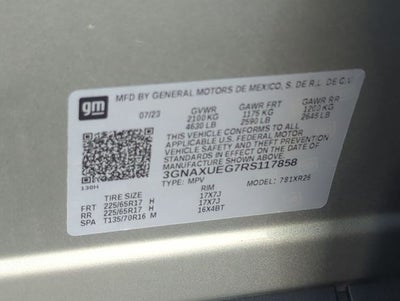 gm
MFD BY GENERAL MOTORS DE MEXICO, S. DE R.L. DE C.V.
07/23 GVWR GAWR FRT GAWR RR
2100 KG 1175 KG 1200 KG
4630 LB 2590 LB 2645 LB
THIS VEHICLE CONFORMS TO ALL
APPLICABLE U.S. FEDERAL MOTOR
VEHICLE SAFETY AND THEFT PREVENTION
STANDARDS IN EFFECT ON THE DATE OF
MANUFACTURE SHOWN ABOVE.
3GNAXUEG7RS117858
TYPE: MPV MODEL: 791XR26
TIRE SIZE RIM
FRT 225/65R17 H 17X7J
RR 225/65R17 H 17X7J
SPA T135/70R16 M 16X4BT